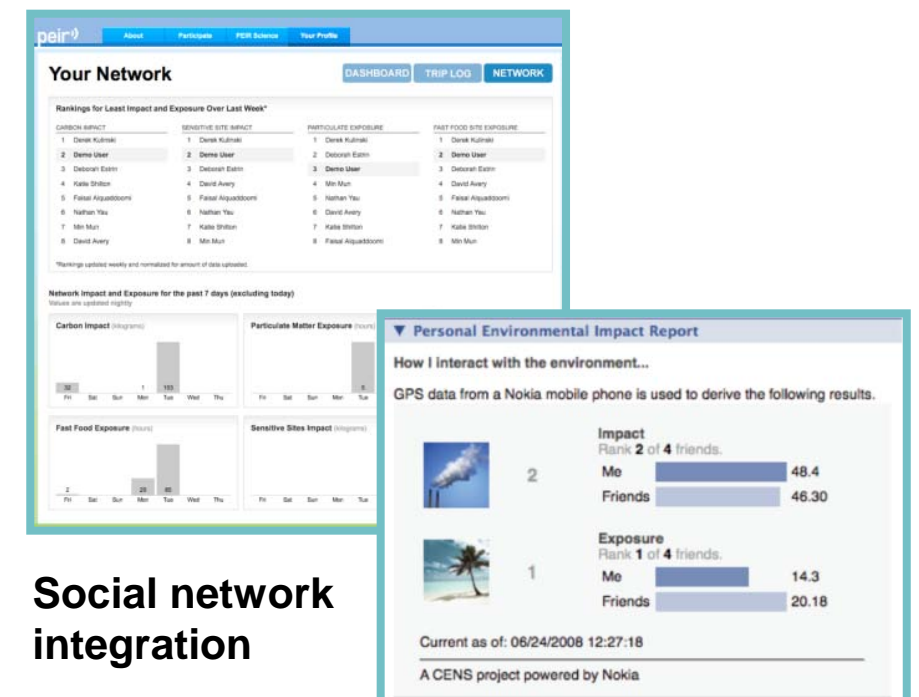 peir
About Participate PEIR Science Your Profile
Your Network
DASHBOARD TRIP LOG NETWORK
Rankings for Least Impact and Exposure Over Last Week*
CARBON IMPACT SENSITIVE SITE IMPACT PARTICULATE EXPOSURE FAST FOOD SITE EXPOSURE
1 Derek Kulinski 1 Derek Kulinski 1 Derek Kulinski 1 Derek Kulinski
2 Demo User 2 Demo User 2 Deborah Estrin 2 Demo User
3 Deborah Estrin 3 Deborah Estrin 3 Demo User 3 Deborah Estrin
4 Katie Shilton 4 David Avery 4 Min Mun 4 David Avery
5 Faisal Alquaddoomi 5 Faisal Alquaddoomi 5 Nathan Yau 5 Faisal Alquaddoomi
6 Nathan Yau 6 Nathan Yau 6 David Avery 6 Nathan Yau
7 Min Mun 7 Katie Shilton 7 Katie Shilton 7 Katie Shilton
8 David Avery 8 Min Mun 8 Faisal Alquaddoomi 8 Min Mun
*Rankings updated weekly and normalized for amount of data uploaded.
Network Impact and Exposure for the past 7 days (excluding today)
Values are updated nightly
Carbon Impact (kilograms) Particulate Matter Exposure (hours)
32 1 193 6
Fri Sat Sun Mon Tue Wed Thu Fri Sat Sun Mon Tue
Fast Food Exposure (hours) Sensitive Sites Impact (kilograms)
2 29 85
Fri Sat Sun Mon Tue Wed Thu Fri Sat Sun Mon Tue
▼ Personal Environmental Impact Report
How I interact with the environment...
GPS data from a Nokia mobile phone is used to derive the following results.
Impact
2 Rank 2 of 4 friends.
Me 48.4
Friends 46.30
Exposure
1 Rank 1 of 4 friends.
Me 14.3
Friends 20.18
Current as of: 06/24/2008 12:27:18
A CENS project powered by Nokia
Social network
integration